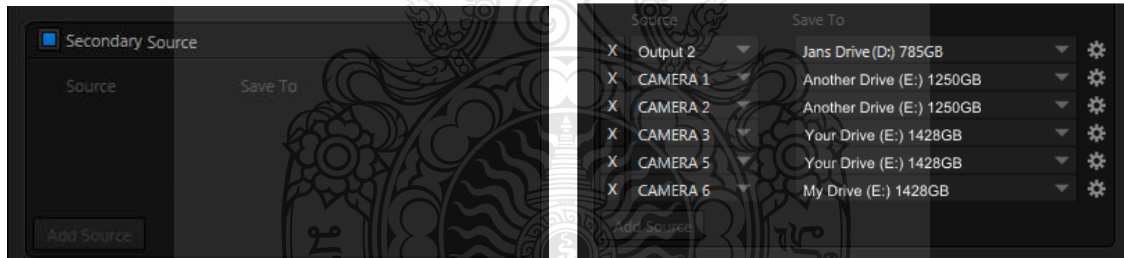 Secondary Source
Source Save To
Add Source
Source Save To
X Output 2 Jans Drive(D:) 785GB
X CAMERA 1 Another Drive (E:) 1250GB
X CAMERA 2 Another Drive (E:) 1250GB
X CAMERA 3 Your Drive (E:) 1428GB
X CAMERA 5 Your Drive (E:) 1428GB
X CAMERA 6 My Drive (E:) 1428GB
Add Source